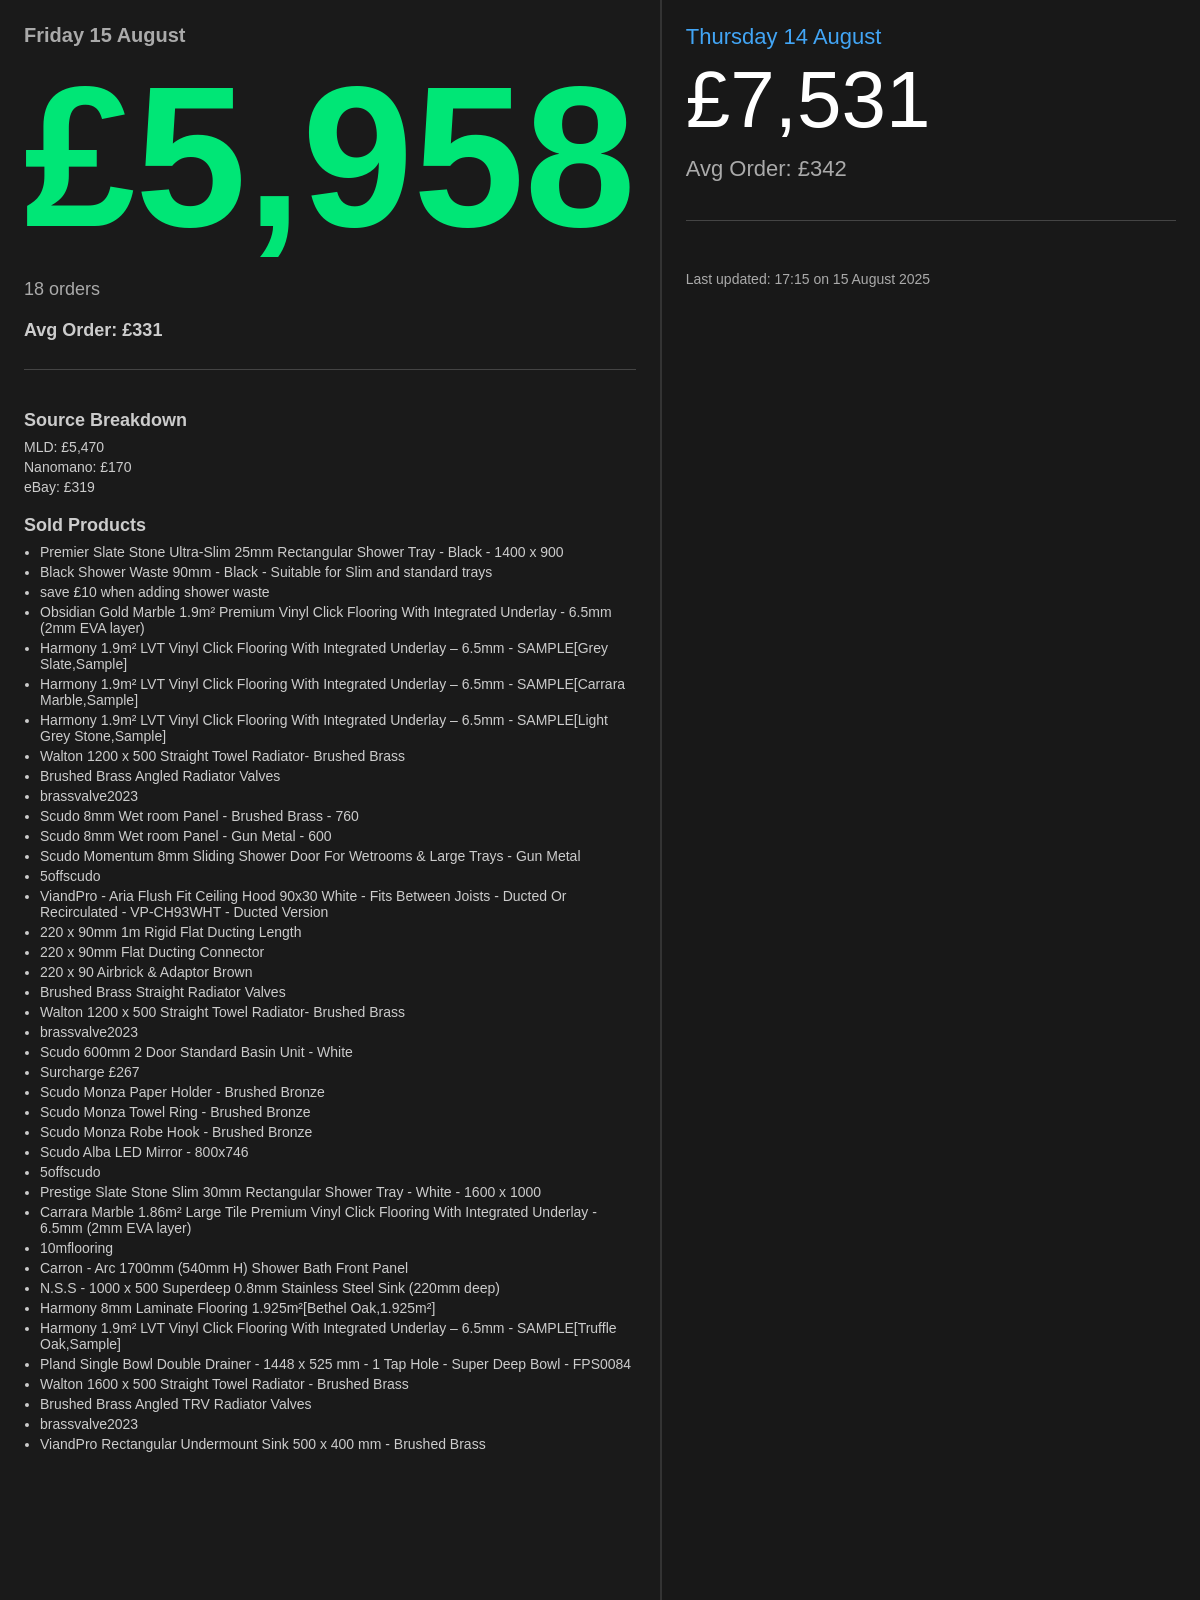 Friday 15 August
£5,958
18 orders
Avg Order: £331
Source Breakdown
MLD: £5,470
Nanomano: £170
eBay: £319
Sold Products
• Premier Slate Stone Ultra-Slim 25mm Rectangular Shower Tray - Black - 1400 x 900
• Black Shower Waste 90mm - Black - Suitable for Slim and standard trays
• save £10 when adding shower waste
• Obsidian Gold Marble 1.9m² Premium Vinyl Click Flooring With Integrated Underlay - 6.5mm
(2mm EVA layer)
• Harmony 1.9m² LVT Vinyl Click Flooring With Integrated Underlay – 6.5mm - SAMPLE[Grey
Slate,Sample]
• Harmony 1.9m² LVT Vinyl Click Flooring With Integrated Underlay – 6.5mm - SAMPLE[Carrara
Marble,Sample]
• Harmony 1.9m² LVT Vinyl Click Flooring With Integrated Underlay – 6.5mm - SAMPLE[Light
Grey Stone,Sample]
• Walton 1200 x 500 Straight Towel Radiator- Brushed Brass
• Brushed Brass Angled Radiator Valves
• brassvalve2023
• Scudo 8mm Wet room Panel - Brushed Brass - 760
• Scudo 8mm Wet room Panel - Gun Metal - 600
• Scudo Momentum 8mm Sliding Shower Door For Wetrooms & Large Trays - Gun Metal
• 5offscudo
• ViandPro - Aria Flush Fit Ceiling Hood 90x30 White - Fits Between Joists - Ducted Or
Recirculated - VP-CH93WHT - Ducted Version
• 220 x 90mm 1m Rigid Flat Ducting Length
• 220 x 90mm Flat Ducting Connector
• 220 x 90 Airbrick & Adaptor Brown
• Brushed Brass Straight Radiator Valves
• Walton 1200 x 500 Straight Towel Radiator- Brushed Brass
• brassvalve2023
• Scudo 600mm 2 Door Standard Basin Unit - White
• Surcharge £267
• Scudo Monza Paper Holder - Brushed Bronze
• Scudo Monza Towel Ring - Brushed Bronze
• Scudo Monza Robe Hook - Brushed Bronze
• Scudo Alba LED Mirror - 800x746
• 5offscudo
• Prestige Slate Stone Slim 30mm Rectangular Shower Tray - White - 1600 x 1000
• Carrara Marble 1.86m² Large Tile Premium Vinyl Click Flooring With Integrated Underlay -
6.5mm (2mm EVA layer)
• 10mflooring
• Carron - Arc 1700mm (540mm H) Shower Bath Front Panel
• N.S.S - 1000 x 500 Superdeep 0.8mm Stainless Steel Sink (220mm deep)
• Harmony 8mm Laminate Flooring 1.925m²[Bethel Oak,1.925m²]
• Harmony 1.9m² LVT Vinyl Click Flooring With Integrated Underlay – 6.5mm - SAMPLE[Truffle
Oak,Sample]
• Pland Single Bowl Double Drainer - 1448 x 525 mm - 1 Tap Hole - Super Deep Bowl - FPS0084
• Walton 1600 x 500 Straight Towel Radiator - Brushed Brass
• Brushed Brass Angled TRV Radiator Valves
• brassvalve2023
• ViandPro Rectangular Undermount Sink 500 x 400 mm - Brushed Brass
Thursday 14 August
£7,531
Avg Order: £342
Last updated: 17:15 on 15 August 2025